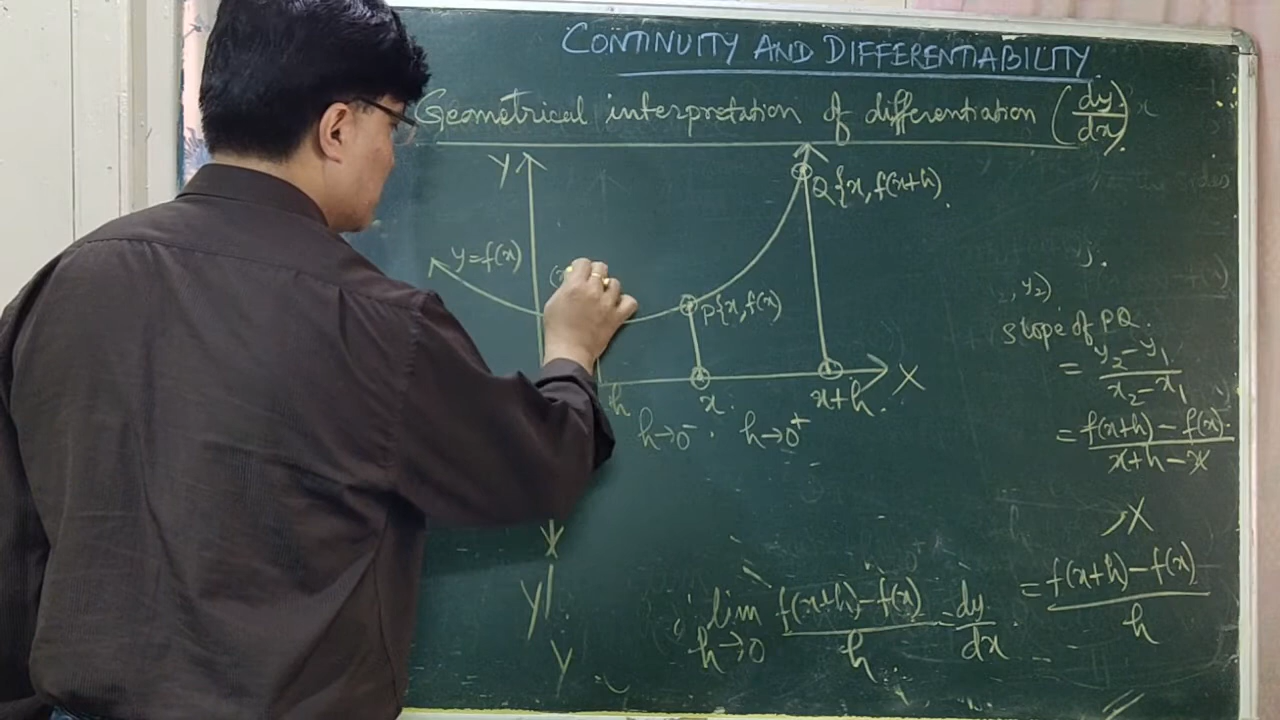 CONTINUITY AND DIFFERENTIABILITY
Geometrical interpretation of differentiation (dy/dx)
Y
Q{x, f(x+h)
y=f(x)
P{x, f(x)
, y₂)
slope of PQ.
= y₂-y₁ / x₂-x₁
= f(x+h) - f(x) / x+h-x
X
h x x+h.
h→0⁻. h→0⁺
X
= f(x+h) - f(x) / h
lim h→0 f(x+h)-f(x) / h = dy/dx
Y